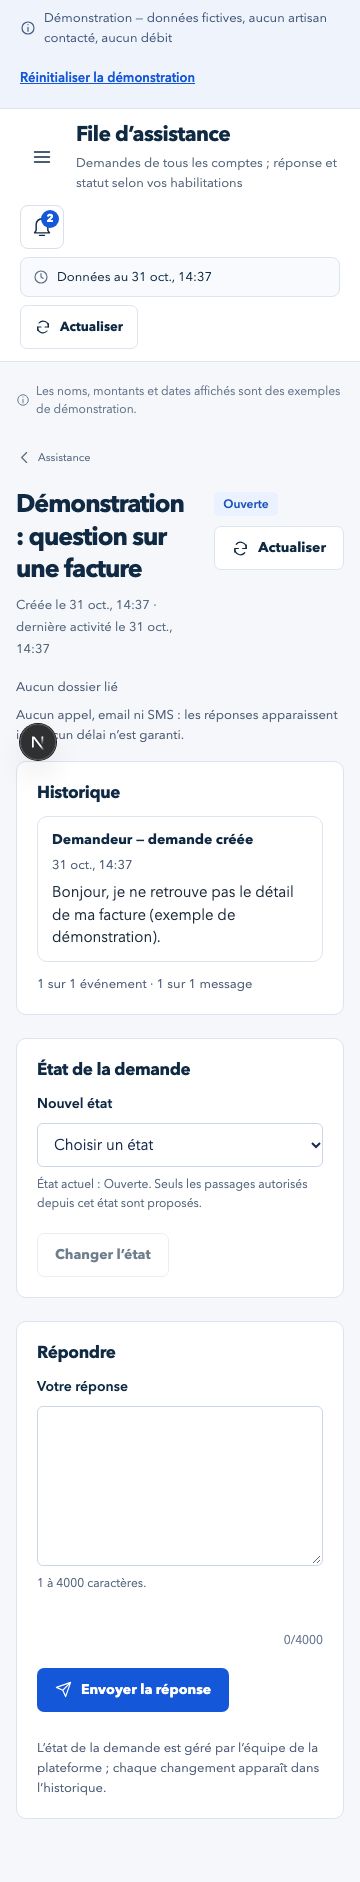 Démonstration — données fictives, aucun artisan
contacté, aucun débit
Réinitialiser la démonstration
File d’assistance
Demandes de tous les comptes ; réponse et
statut selon vos habilitations
2
Données au 31 oct., 14:37
Actualiser
Les noms, montants et dates affichés sont des exemples
de démonstration.
Assistance
Démonstration
: question sur
une facture
Ouverte
Actualiser
Créée le 31 oct., 14:37 ·
dernière activité le 31 oct.,
14:37
Aucun dossier lié
Aucun appel, email ni SMS : les réponses apparaissent
délai n’est garanti.
N
Historique
Demandeur — demande créée
31 oct., 14:37
Bonjour, je ne retrouve pas le détail
de ma facture (exemple de
démonstration).
1 sur 1 événement · 1 sur 1 message
État de la demande
Nouvel état
Choisir un état
État actuel : Ouverte. Seuls les passages autorisés
depuis cet état sont proposés.
Changer l’état
Répondre
Votre réponse
1 à 4000 caractères.
0/4000
Envoyer la réponse
L’état de la demande est géré par l’équipe de la
plateforme ; chaque changement apparaît dans
l’historique.